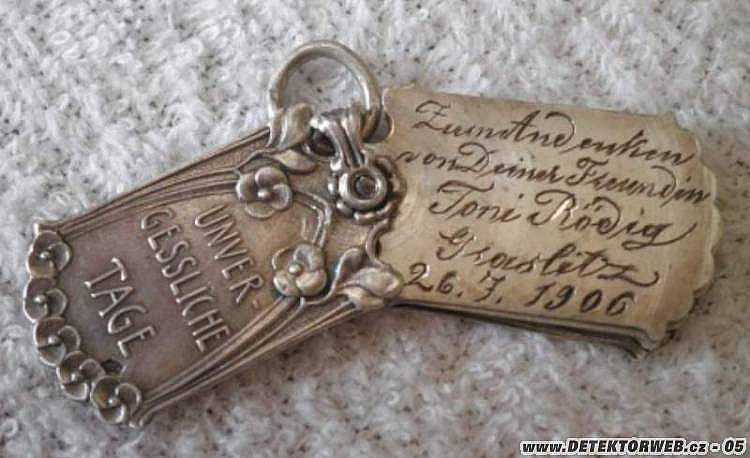 UNVER-
GESSLICHE
TAGE
Zum Andenken
von Deiner Freundin
Toni Rödig
Graslitz
26. 7. 1906
www.DETEKTORWEB.cz - 05